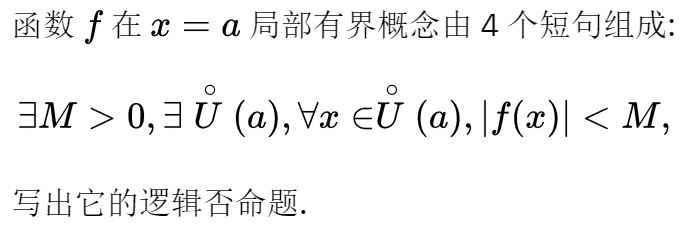 函数 f 在 x = a 局部有界概念由 4 个短句组成:
∃M > 0, ∃ Ů (a), ∀x ∈ Ů (a), |f(x)| < M,
写出它的逻辑否命题.